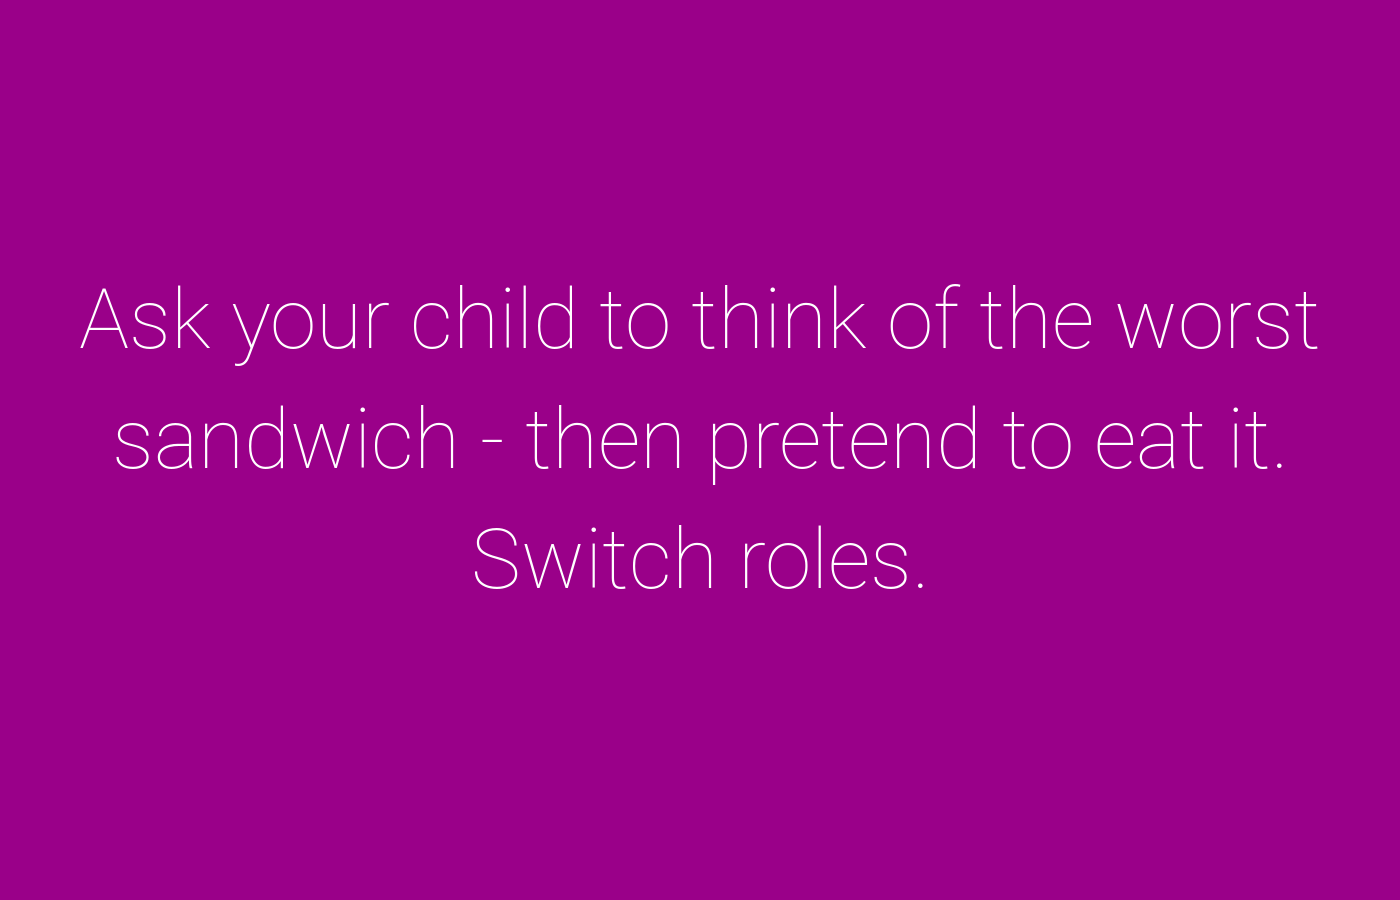 Ask your child to think of the worst
sandwich - then pretend to eat it.
Switch roles.